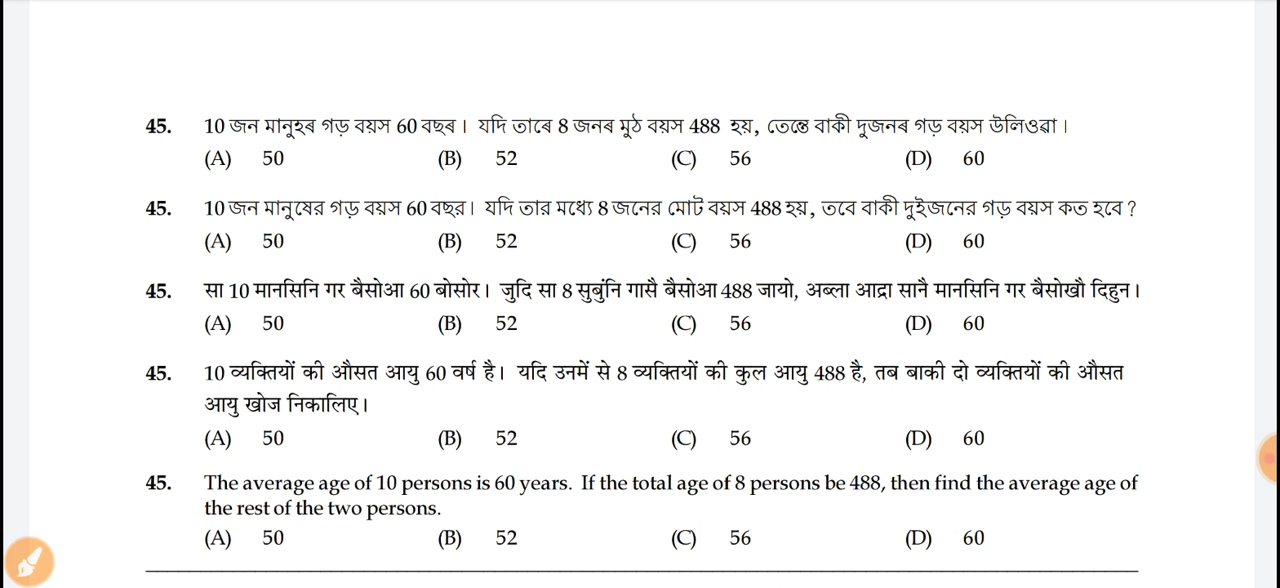 45. 10 জন মানুহৰ গড় বয়স 60 বছৰ। যদি তাৰে 8 জনৰ মুঠ বয়স 488 হয়, তেন্তে বাকী দুজনৰ গড় বয়স উলিওৱা।
(A) 50 (B) 52 (C) 56 (D) 60
45. 10 জন মানুষের গড় বয়স 60 বছর। যদি তার মধ্যে 8 জনের মোট বয়স 488 হয়, তবে বাকী দুইজনের গড় বয়স কত হবে ?
(A) 50 (B) 52 (C) 56 (D) 60
45. सा 10 मानसिनि गर बैसोआ 60 बोसोर। जुदि सा 8 सुबुंनि गासै बैसोआ 488 जायो, अब्ला आद्रा सानै मानसिनि गर बैसोखौ दिहुन।
(A) 50 (B) 52 (C) 56 (D) 60
45. 10 व्यक्तियों की औसत आयु 60 वर्ष है। यदि उनमें से 8 व्यक्तियों की कुल आयु 488 है, तब बाकी दो व्यक्तियों की औसत
आयु खोज निकालिए।
(A) 50 (B) 52 (C) 56 (D) 60
45. The average age of 10 persons is 60 years. If the total age of 8 persons be 488, then find the average age of
the rest of the two persons.
(A) 50 (B) 52 (C) 56 (D) 60